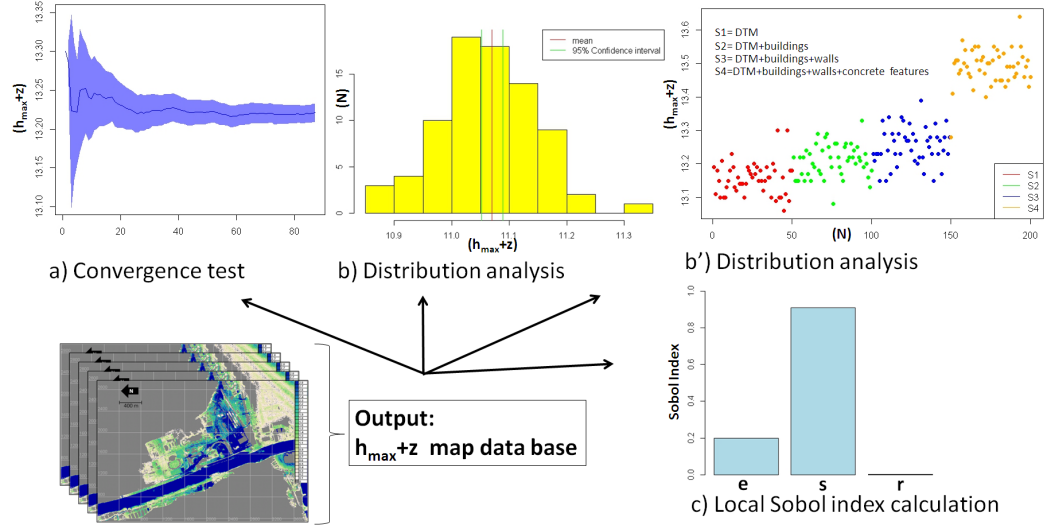 13.35
13.30
13.25
13.20
13.15
13.10
(hmax+z)
0
20
40
60
80
a) Convergence test
mean
95% Confidence interval
15
10
5
0
(N)
10.9
11.0
11.1
11.2
11.3
(hmax+z)
b) Distribution analysis
S1= DTM
S2= DTM+buildings
S3= DTM+buildings+walls
S4=DTM+buildings+walls+concrete features
13.6
13.5
13.4
13.3
13.2
13.1
(hmax+z)
S1
S2
S3
S4
0
50
100
150
200
(N)
b’) Distribution analysis
Output:
hmax+z map data base
1.0
0.8
0.6
0.4
0.2
0.0
Sobol Index
e
s
r
c) Local Sobol index calculation